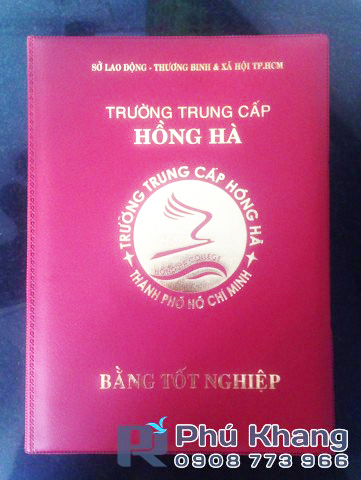 SỞ LAO ĐỘNG - THƯƠNG BINH & XÃ HỘI TP.HCM
TRƯỜNG TRUNG CẤP
HỒNG HÀ
TRƯỜNG TRUNG CẤP HỒNG HÀ
THÀNH PHỐ HỒ CHÍ MINH
BẰNG TỐT NGHIỆP
Phú Khang
0908 773 966